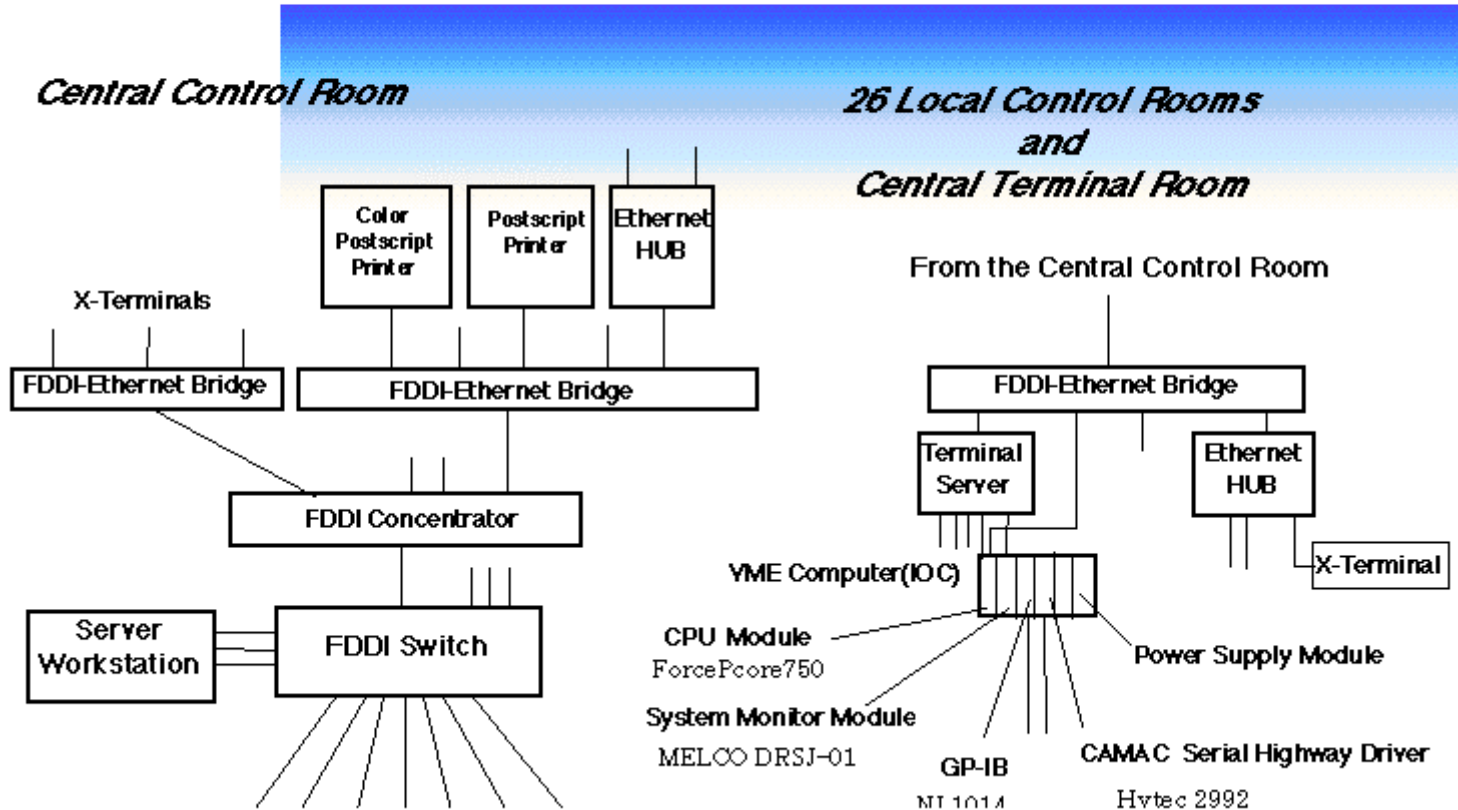 Central Control Room
26 Local Control Rooms
and
Central Terminal Room
Color
Postscript
Printer
Postscript
Printer
Ethernet
HUB
X-Terminals
FDDI-Ethernet Bridge
FDDI-Ethernet Bridge
FDDI Concentrator
Server
Workstation
FDDI Switch
From the Central Control Room
FDDI-Ethernet Bridge
Terminal
Server
Ethernet
HUB
X-Terminal
VME Computer(IOC)
CPU Module
ForcePcore750
Power Supply Module
System Monitor Module
MELCO DRSJ-01
GP-IB
NI 1014
CAMAC Serial Highway Driver
Hytec 2992